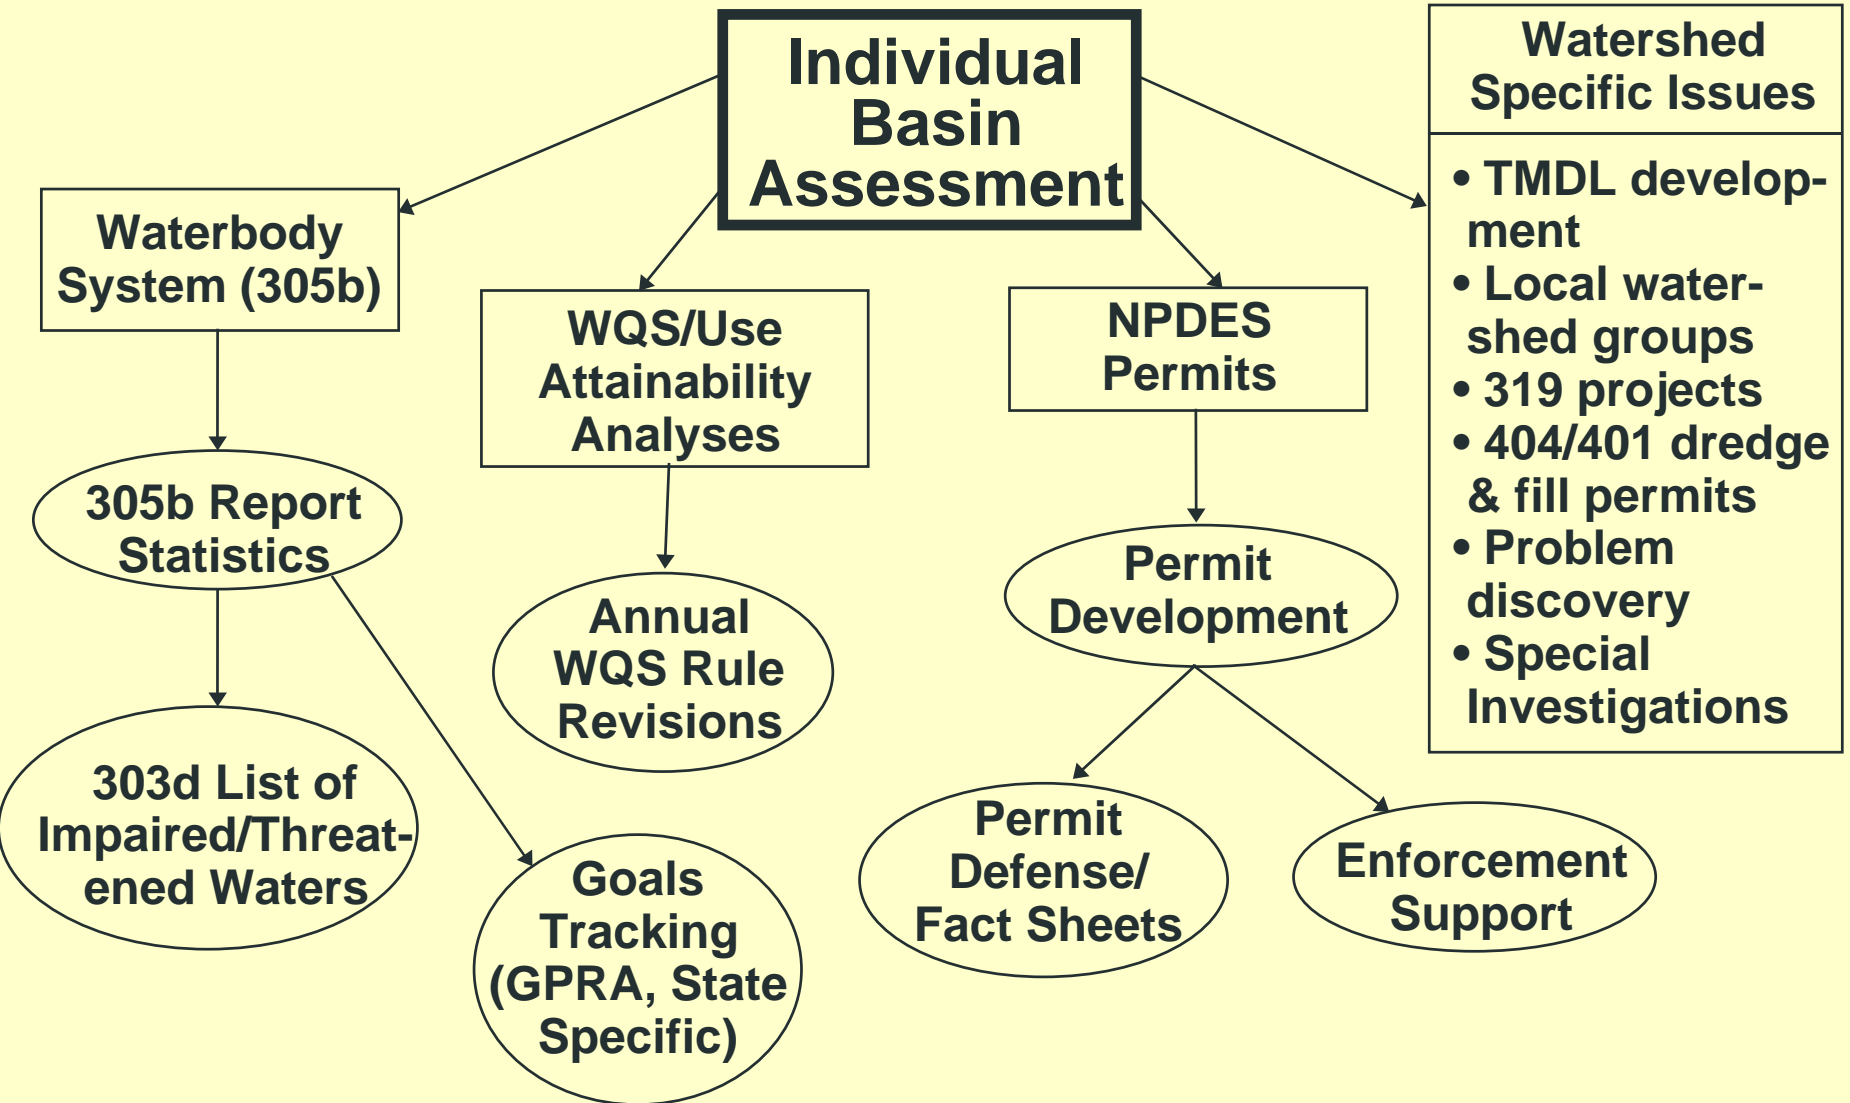 Individual
Basin
Assessment
Watershed
Specific Issues
• TMDL develop-
ment
• Local water-
shed groups
• 319 projects
• 404/401 dredge
& fill permits
• Problem
discovery
• Special
Investigations
Waterbody
System (305b)
WQS/Use
Attainability
Analyses
NPDES
Permits
305b Report
Statistics
Annual
WQS Rule
Revisions
Permit
Development
303d List of
Impaired/Threat-
ened Waters
Goals
Tracking
(GPRA, State
Specific)
Permit
Defense/
Fact Sheets
Enforcement
Support